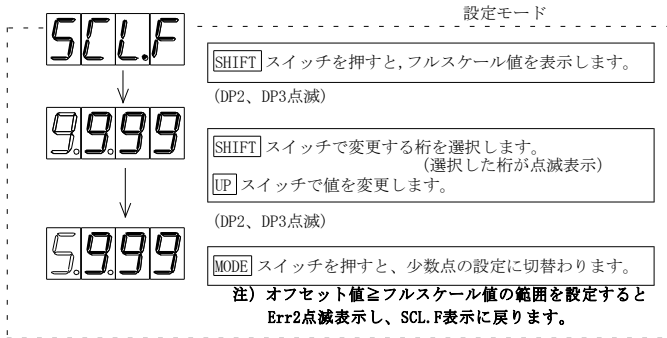 設定モード
SCL.F
SHIFT スイッチを押すと,フルスケール値を表示します。
(DP2、DP3点滅)
9.9.9.9
SHIFT スイッチで変更する桁を選択します。
(選択した桁が点滅表示)
UP スイッチで値を変更します。
(DP2、DP3点滅)
5.9.9.9
MODE スイッチを押すと、少数点の設定に切替わります。
注) オフセット値≧フルスケール値の範囲を設定すると
Err2点滅表示し、SCL.F表示に戻ります。